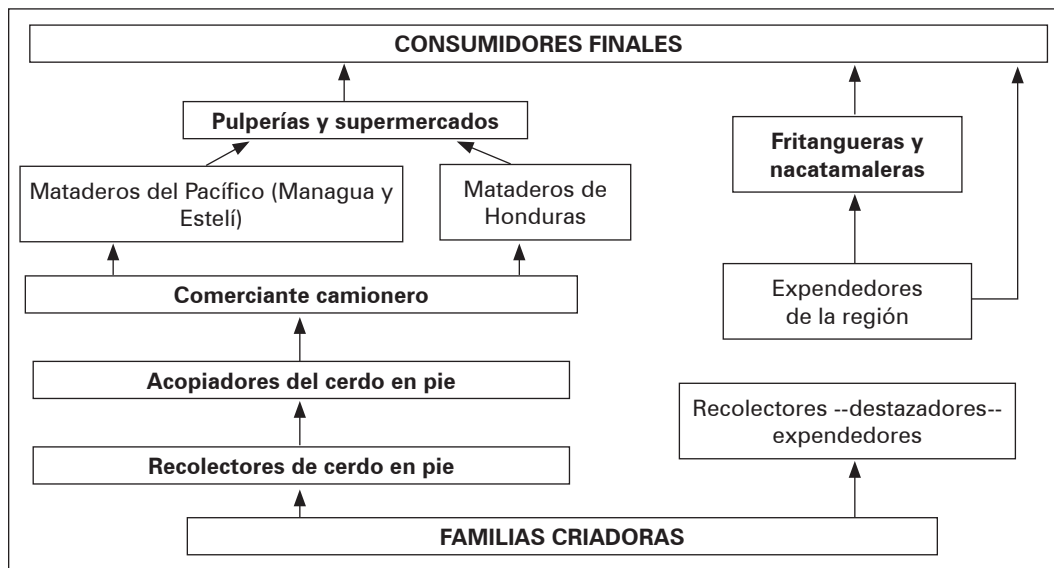 CONSUMIDORES FINALES
Pulperías y supermercados
Fritangueras y
nacatamaleras
Mataderos del Pacífico (Managua y
Estelí)
Mataderos de
Honduras
Comerciante camionero
Expendedores
de la región
Acopiadores del cerdo en pie
Recolectores --destazadores--
expendedores
Recolectores de cerdo en pie
FAMILIAS CRIADORAS